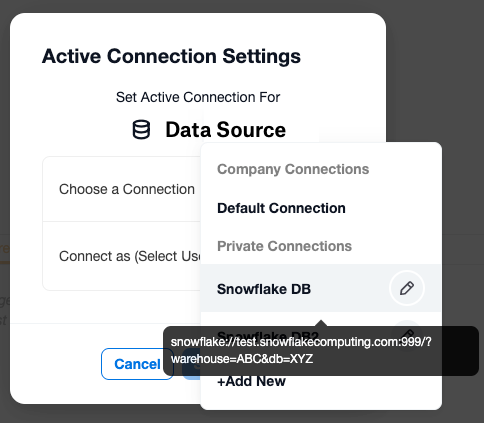 Active Connection Settings
Set Active Connection For
Data Source
Choose a Connection
Company Connections
Default Connection
Private Connections
Connect as (Select Use
Snowflake DB
Snowflake DB2
snowflake://test.snowflakecomputing.com:999/?
warehouse=ABC&db=XYZ
Cancel
+Add New